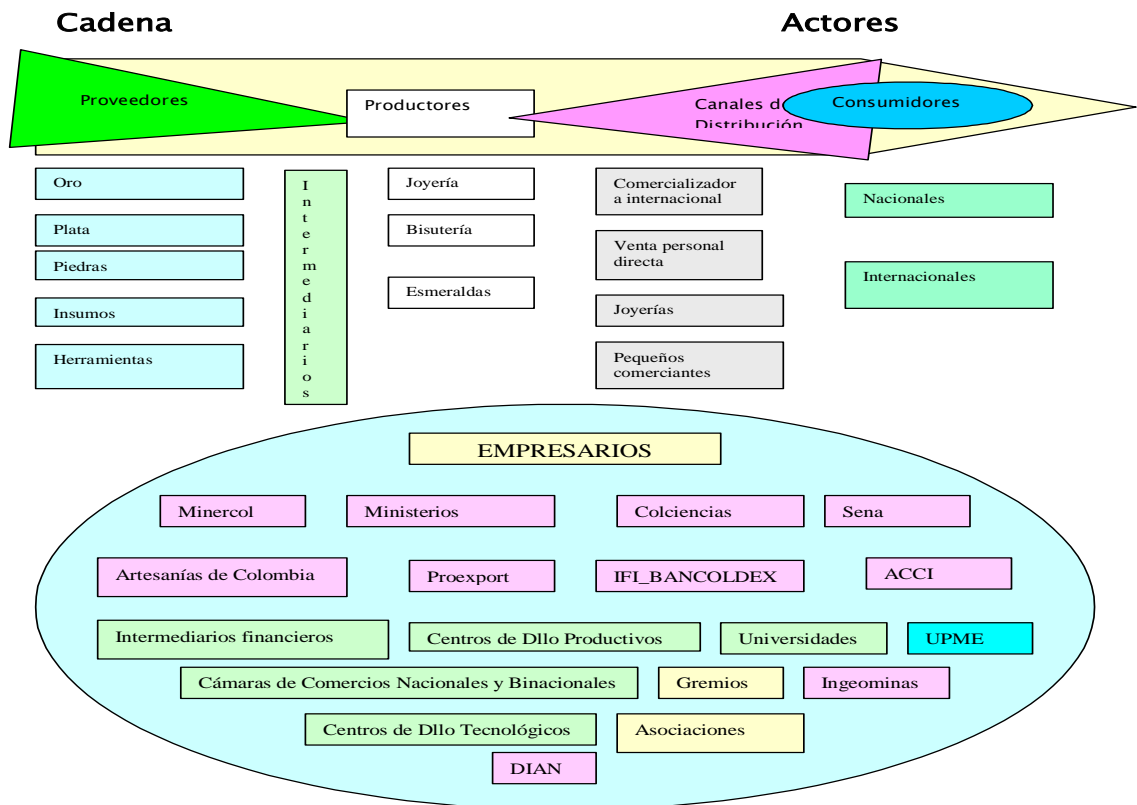 Cadena
Actores
Proveedores
Productores
Canales d
Distribución
Consumidores
Oro
Plata
Piedras
Insumos
Herramientas
Intermediarios
Joyería
Bisutería
Esmeraldas
Comercializador
a internacional
Venta personal
directa
Joyerías
Pequeños
comerciantes
Nacionales
Internacionales
EMPRESARIOS
Minercol
Ministerios
Colciencias
Sena
Artesanías de Colombia
Proexport
IFI_BANCOLDEX
ACCI
Intermediarios financieros
Centros de Dllo Productivos
Universidades
UPME
Cámaras de Comercios Nacionales y Binacionales
Gremios
Ingeominas
Centros de Dllo Tecnológicos
Asociaciones
DIAN